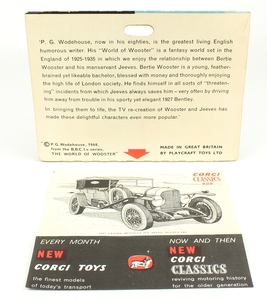 'P. G. Wodehouse, now in his eighties, is the greatest living English
humorous writer. His "World of Wooster" is a fantasy world set in the
England of 1925-1935 in which we enjoy the relationship between Bertie
Wooster and his manservant Jeeves. Bertie Wooster is a young, feather-
brained yet likeable bachelor, blessed with money and thoroughly enjoying
the high life of London society. He finds himself in all sorts of "threaten-
ing" incidents from which Jeeves always saves him – very often by driving
him away from trouble in his sporty yet elegant 1927 Bentley.
In bringing them to life, the TV re-creation of Wooster and Jeeves has
made these delightful characters even more popular.'
©P. G. Wodehouse, 1966,
from the B.B.C t-v series.
THE WORLD OF WOOSTER"
MADE IN GREAT BRITAIN
BY PLAYCRAFT TOYS LTD
CORGI
CLASSICS
EVERY MONTH
NEW
CORGI TOYS
the finest models
of today's transport
NOW AND THEN
NEW
CORGI
CLASSICS
reviving motoring history
for the older generation